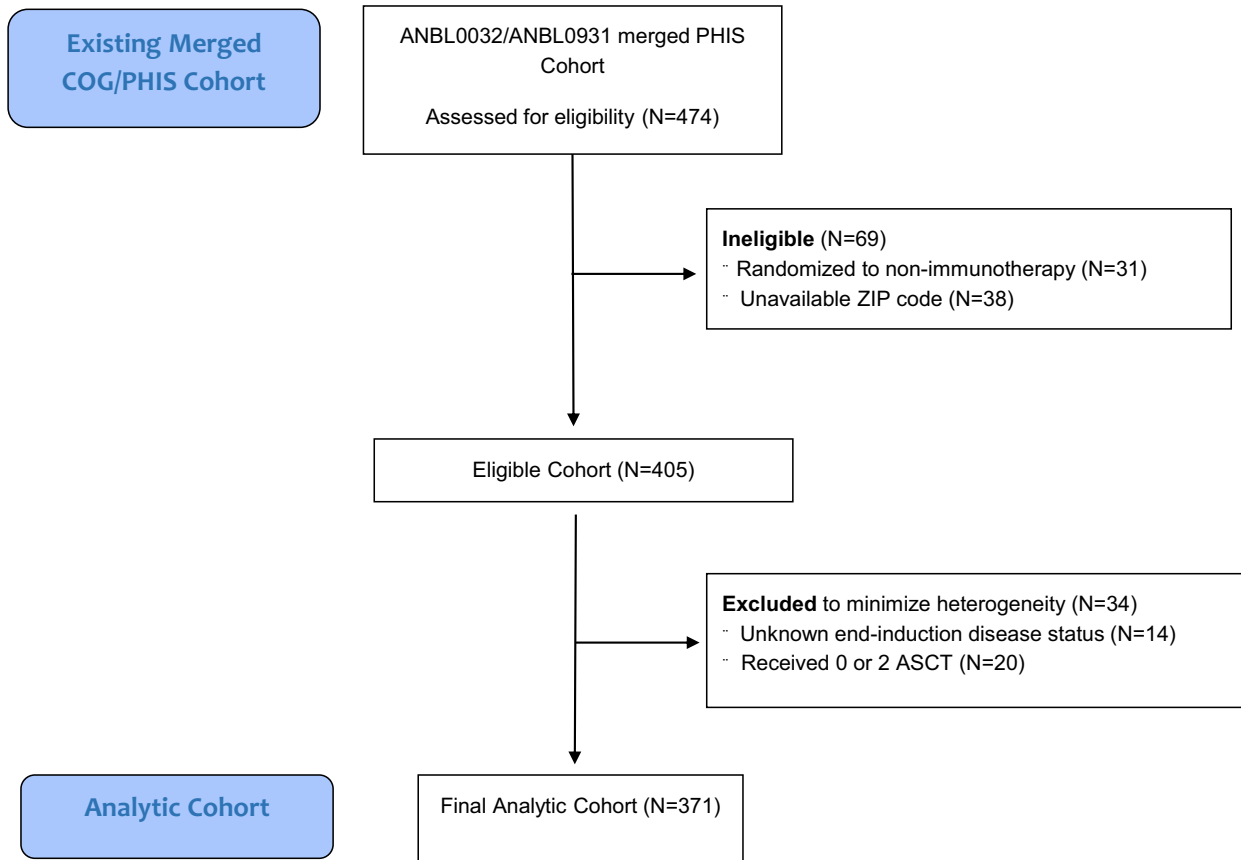 Existing Merged
COG/PHIS Cohort
ANBL0032/ANBL0931 merged PHIS
Cohort
Assessed for eligibility (N=474)
Ineligible (N=69)
¨ Randomized to non-immunotherapy (N=31)
¨ Unavailable ZIP code (N=38)
Eligible Cohort (N=405)
Excluded to minimize heterogeneity (N=34)
¨ Unknown end-induction disease status (N=14)
¨ Received 0 or 2 ASCT (N=20)
Analytic Cohort
Final Analytic Cohort (N=371)